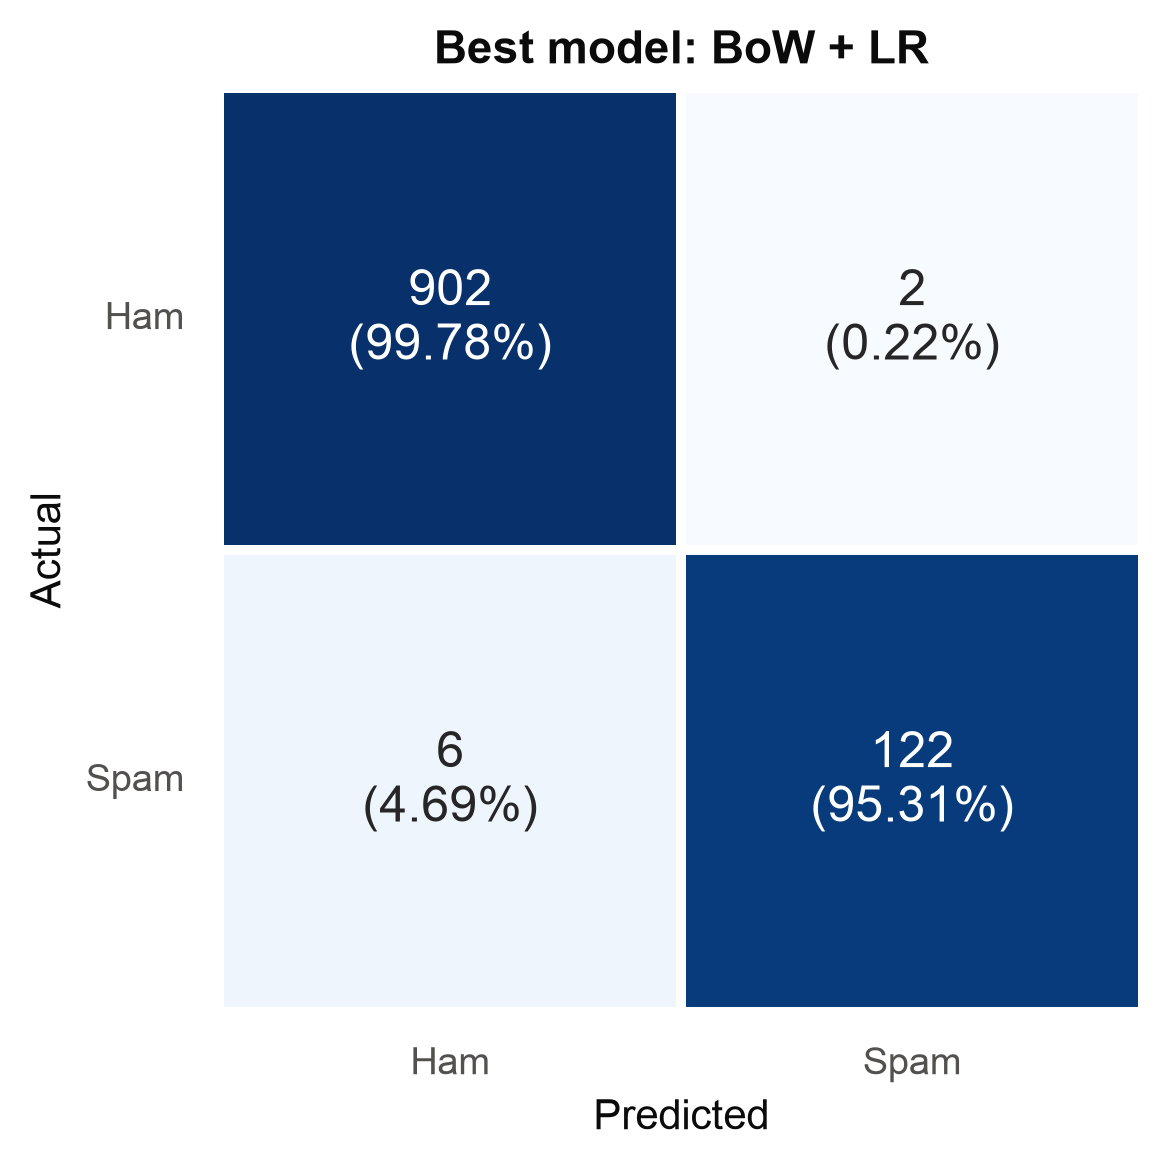 Best model: BoW + LR
Ham
902
(99.78%)
2
(0.22%)
Actual
Spam
6
(4.69%)
122
(95.31%)
Ham
Spam
Predicted